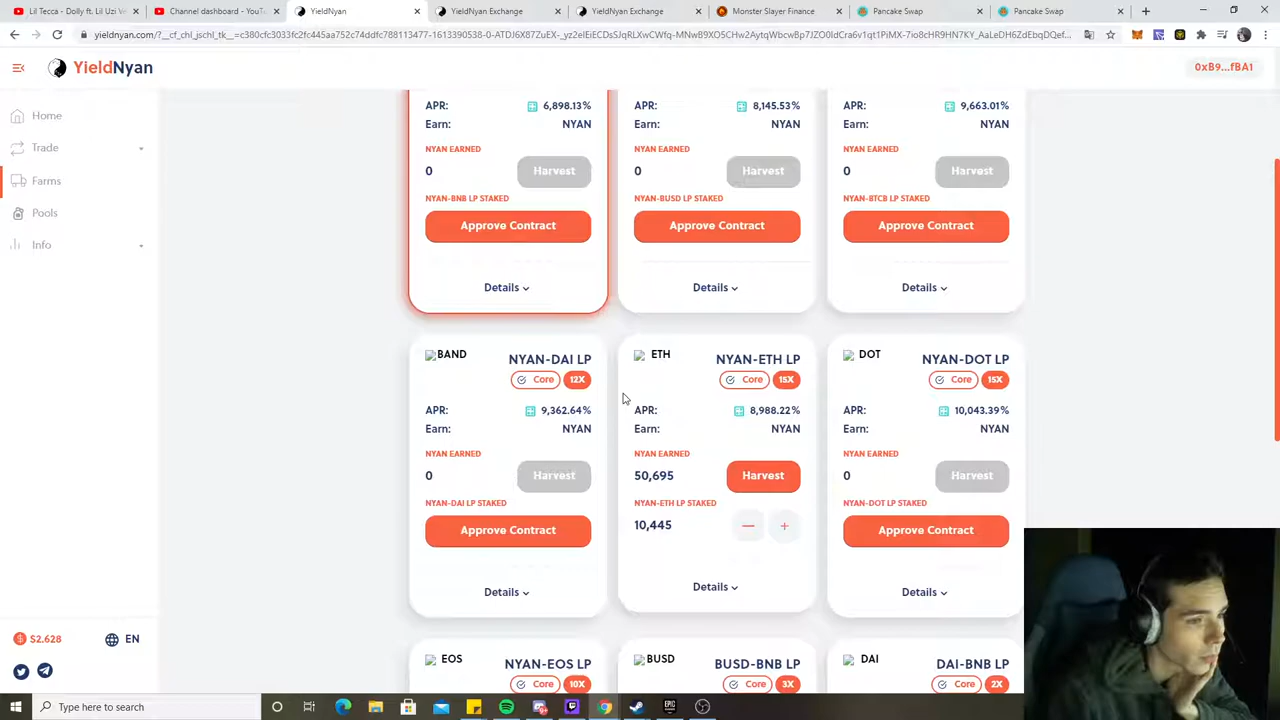 Lil Tecca - Dolly ft. Lil Uzi Ve
Channel dashboard - YouTu
YieldNyan
YieldNyan Exchange
YieldNyan Exchange
Monster Slayer Finance
Pancake Swap
Pancake Swap
YieldNyan
0xB9...fBA1
Home
Trade
Farms
Pools
Info
APR: 6,898.13%
Earn: NYAN
NYAN EARNED
0 Harvest
NYAN-BNB LP STAKED
Approve Contract
Details
APR: 8,145.53%
Earn: NYAN
NYAN EARNED
0 Harvest
NYAN-BUSD LP STAKED
Approve Contract
Details
APR: 9,663.01%
Earn: NYAN
NYAN EARNED
0 Harvest
NYAN-BTCB LP STAKED
Approve Contract
Details
BAND NYAN-DAI LP
Core 12X
APR: 9,362.64%
Earn: NYAN
NYAN EARNED
0 Harvest
NYAN-DAI LP STAKED
Approve Contract
Details
ETH NYAN-ETH LP
Core 15X
APR: 8,988.22%
Earn: NYAN
NYAN EARNED
50,695 Harvest
NYAN-ETH LP STAKED
10,445 — +
Details
DOT NYAN-DOT LP
Core 15X
APR: 10,043.39%
Earn: NYAN
NYAN EARNED
0 Harvest
NYAN-DOT LP STAKED
Approve Contract
Details
EOS NYAN-EOS LP
Core 10X
BUSD BUSD-BNB LP
Core 3X
DAI DAI-BNB LP
Core 2X
$2.628 EN
Type here to search